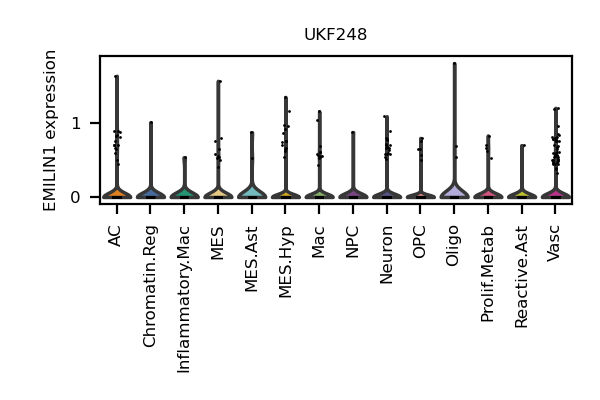 UKF248
EMILIN1 expression
1
0
AC
Chromatin.Reg
Inflammatory.Mac
MES
MES.Ast
MES.Hyp
Mac
NPC
Neuron
OPC
Oligo
Prolif.Metab
Reactive.Ast
Vasc